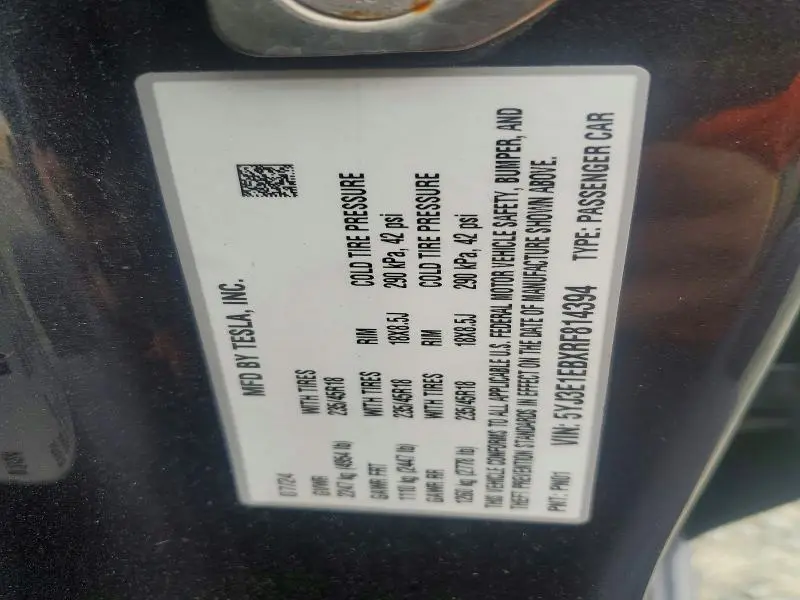 MFD BY TESLA, INC.
07/24
GVWR WITH TIRES RIM COLD TIRE PRESSURE
2247 kg (4954 lb) 235/45R18 18X8.5J 290 kPa, 42 psi
GAWR FRT WITH TIRES RIM COLD TIRE PRESSURE
1110 kg (2447 lb) 235/45R18 18X8.5J 290 kPa, 42 psi
GAWR RR WITH TIRES
1260 kg (2778 lb) 235/45R18
THIS VEHICLE CONFORMS TO ALL APPLICABLE U.S. FEDERAL MOTOR VEHICLE SAFETY, BUMPER, AND
THEFT PREVENTION STANDARDS IN EFFECT ON THE DATE OF MANUFACTURE SHOWN ABOVE.
PNT: PN01 VIN: 5YJ3E1EBXRF814394 TYPE: PASSENGER CAR